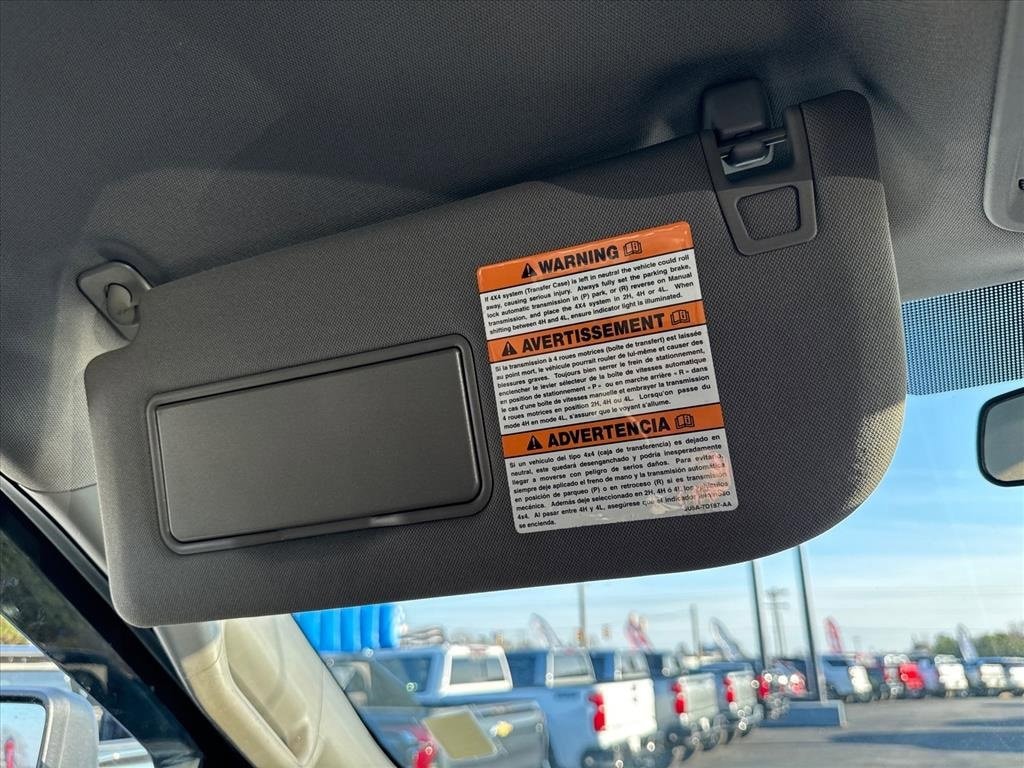 WARNING
If 4X4 system (Transfer Case) is left in neutral the vehicle could roll
away, causing serious injury. Always fully set the parking brake,
lock automatic transmission in (P) park, or (R) reverse on Manual
transmission, and place the 4X4 system in 2H, 4H or 4L. When
shifting between 4H and 4L, ensure indicator light is illuminated.
AVERTISSEMENT
Si la transmission à 4 roues motrices (boîte de transfert) est laissée
au point mort, le véhicule pourrait rouler de lui-même et causer des
blessures graves. Toujours bien serrer le frein de stationnement,
enclencher le levier sélecteur de la boîte de vitesses automatique
en position de stationnement « P » ou en marche arrière « R » dans
le cas d'une boîte de vitesses manuelle et embrayer la transmission
4 roues motrices en position 2H, 4H ou 4L. Lorsqu'on passe du
mode 4H en mode 4L, s'assurer que le voyant s'allume.
ADVERTENCIA
Si un vehículo del tipo 4x4 (caja de transferencia) es dejado en
neutral, este quedará desenganchado y podría inesperadamente
llegar a moverse con peligro de serios daños. Para evitarlo
siempre deje aplicado el freno de mano y la transmisión automática
en posición de parqueo (P) o en retroceso (R) si es transmisión
mecánica. Además deje seleccionado en 2H, 4H ó 4L los vehículos
4x4. Al pasar entre 4H y 4L, asegúrese que el indicador luminoso
se encienda.
JU5A-7D187-AA